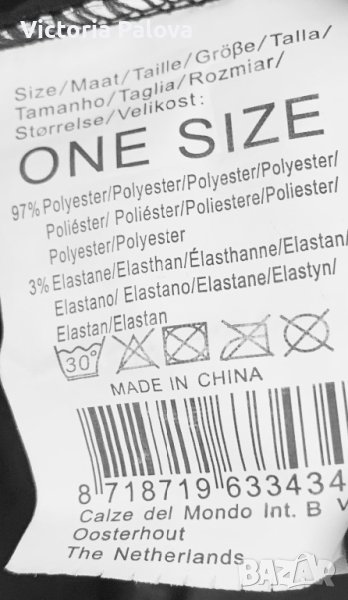 Victoria Palova
Size/Maat/Taille/Größe/Talla/
Tamanho/Taglia/Rozmiar/
Størrelse/Velikost:
ONE SIZE
97% Polyester/Polyester/Polyester/Polyester/
Poliéster/ Poliéster/Poliestere/Poliester/
Polyester/Polyester
3% Elastane/Elasthan/Élasthanne/Elastan/
Elastano/ Elastano/Elastane/Elastyn/
Elastan/Elastan
30°
MADE IN CHINA
8 718719 633434
Calze del Mondo Int. B V
Oosterhout
The Netherlands
БАZАР